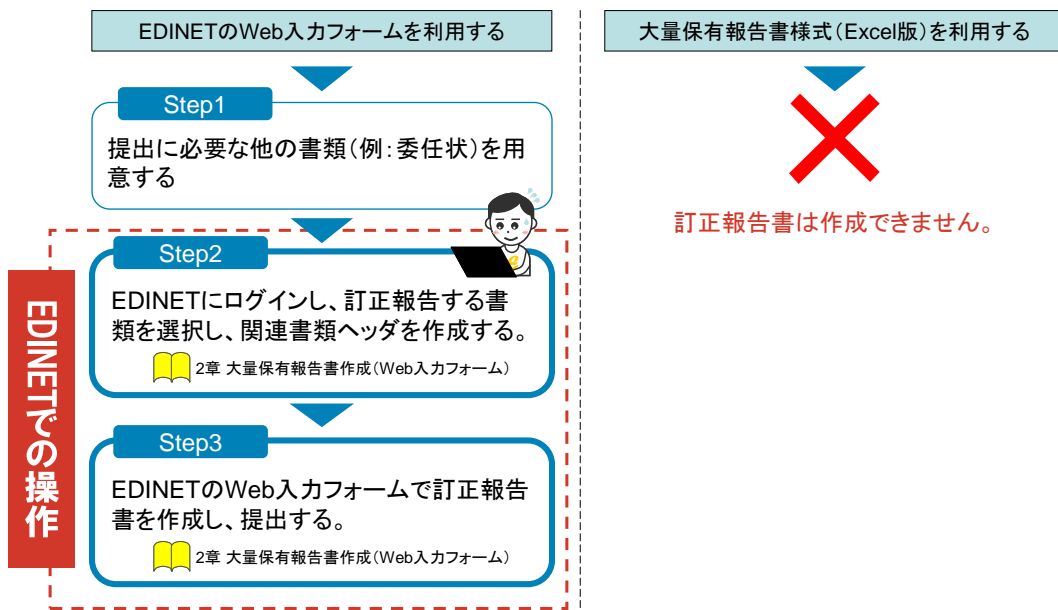 EDINETのWeb入力フォームを利用する
Step1
提出に必要な他の書類(例:委任状)を用
意する
EDINETでの操作
Step2
EDINETにログインし、訂正報告する書
類を選択し、関連書類ヘッダを作成する。
2章 大量保有報告書作成(Web入力フォーム)
Step3
EDINETのWeb入力フォームで訂正報告
書を作成し、提出する。
2章 大量保有報告書作成(Web入力フォーム)
大量保有報告書様式(Excel版)を利用する
訂正報告書は作成できません。